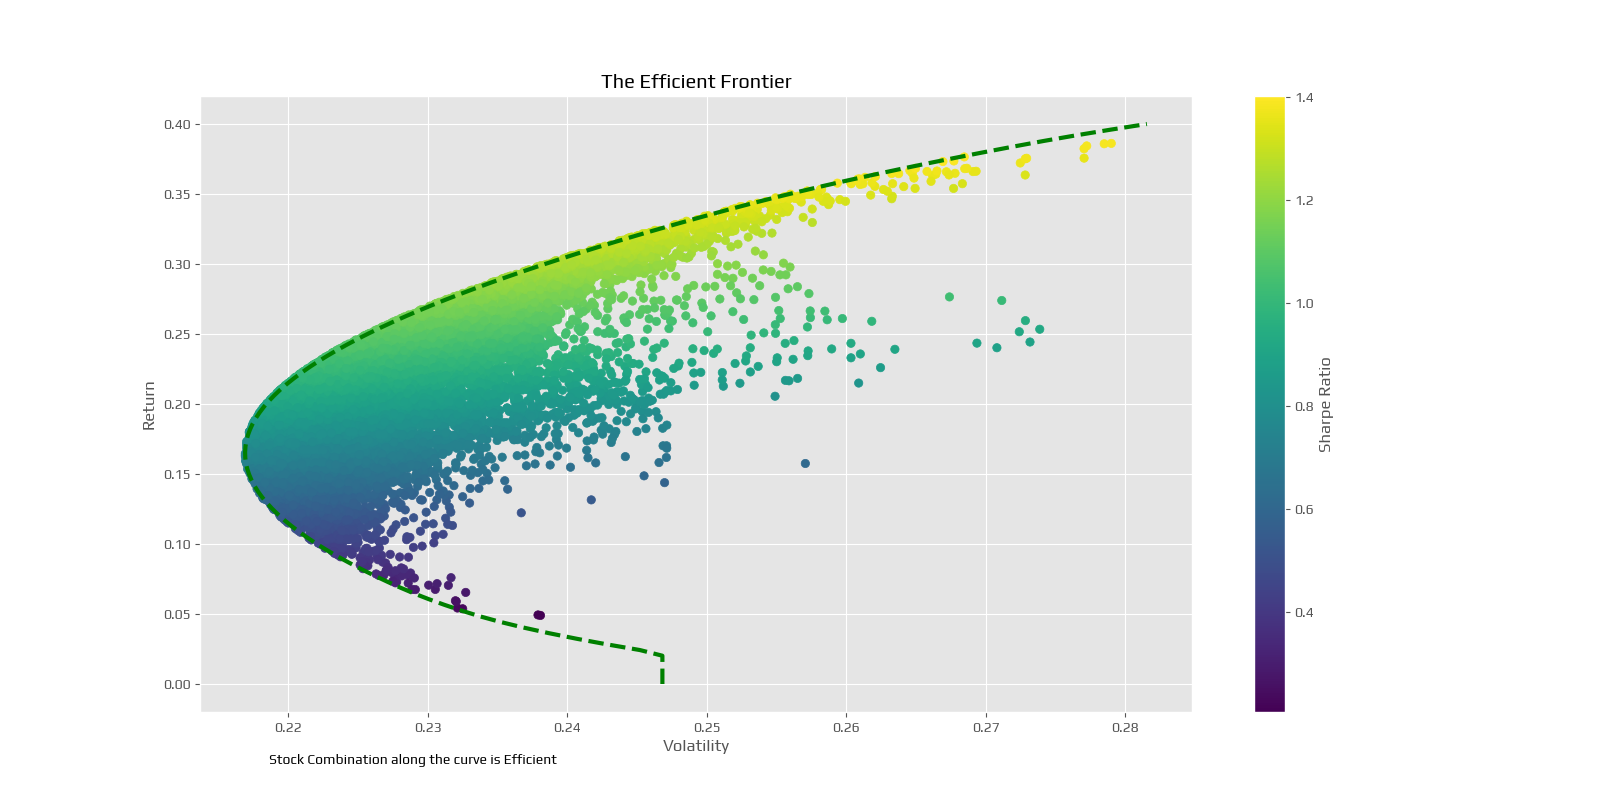 The Efficient Frontier
0.40
0.35
0.30
0.25
0.20
0.15
0.10
0.05
0.00
Return
0.22 0.23 0.24 0.25 0.26 0.27 0.28
Volatility
Stock Combination along the curve is Efficient
1.4
1.2
1.0
0.8
0.6
0.4
Sharpe Ratio